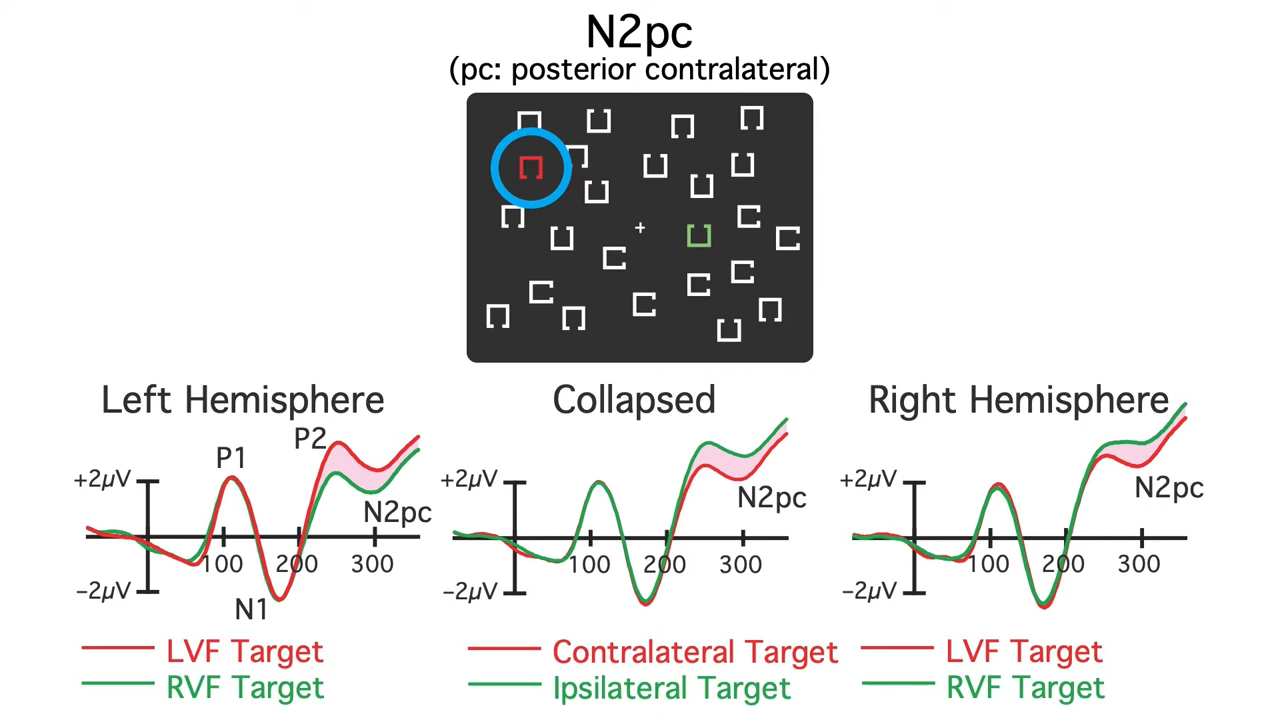 N2pc
(pc: posterior contralateral)
+
Left Hemisphere
Collapsed
Right Hemisphere
P1
P2
+2µV
N2pc
100
200
300
−2µV
N1
+2µV
N2pc
100
200
300
−2µV
+2µV
N2pc
100
200
300
−2µV
LVF Target
RVF Target
Contralateral Target
Ipsilateral Target
LVF Target
RVF Target